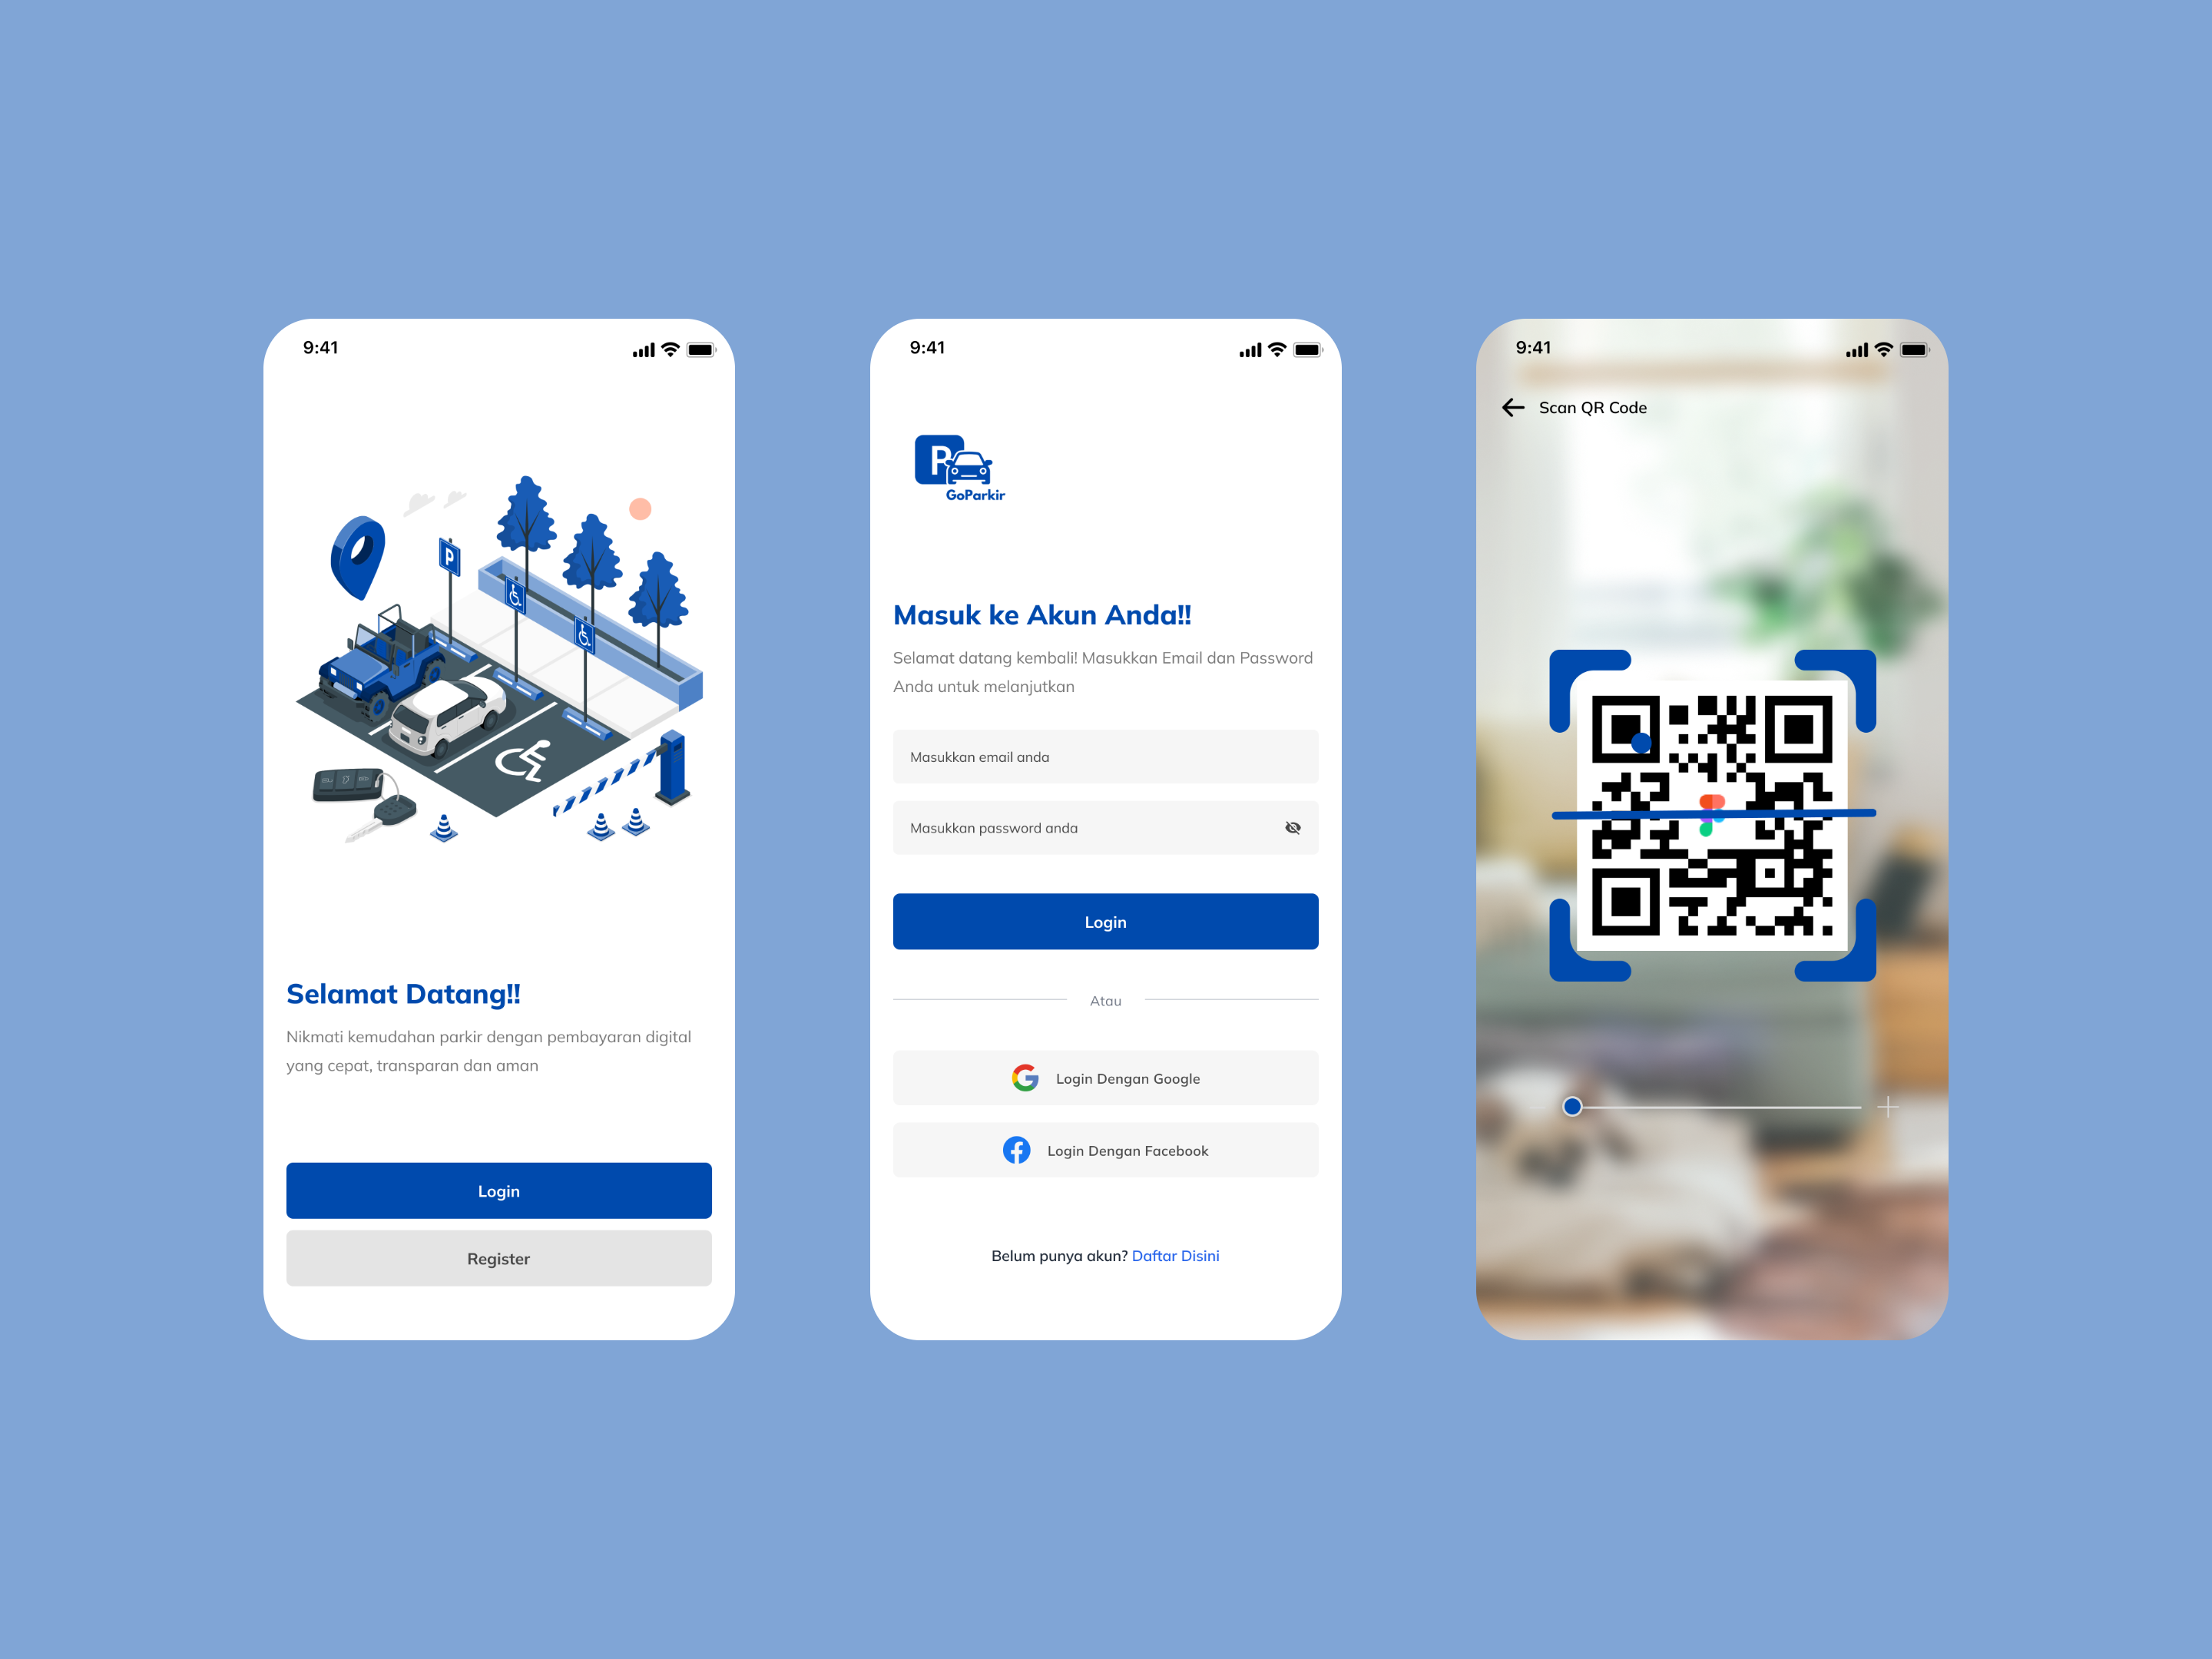 9:41
P
Selamat Datang!!
Nikmati kemudahan parkir dengan pembayaran digital
yang cepat, transparan dan aman
Login
Register
9:41
P
GoParkir
Masuk ke Akun Anda!!
Selamat datang kembali! Masukkan Email dan Password
Anda untuk melanjutkan
Masukkan email anda
Masukkan password anda
Login
Atau
Login Dengan Google
Login Dengan Facebook
Belum punya akun? Daftar Disini
9:41
Scan QR Code